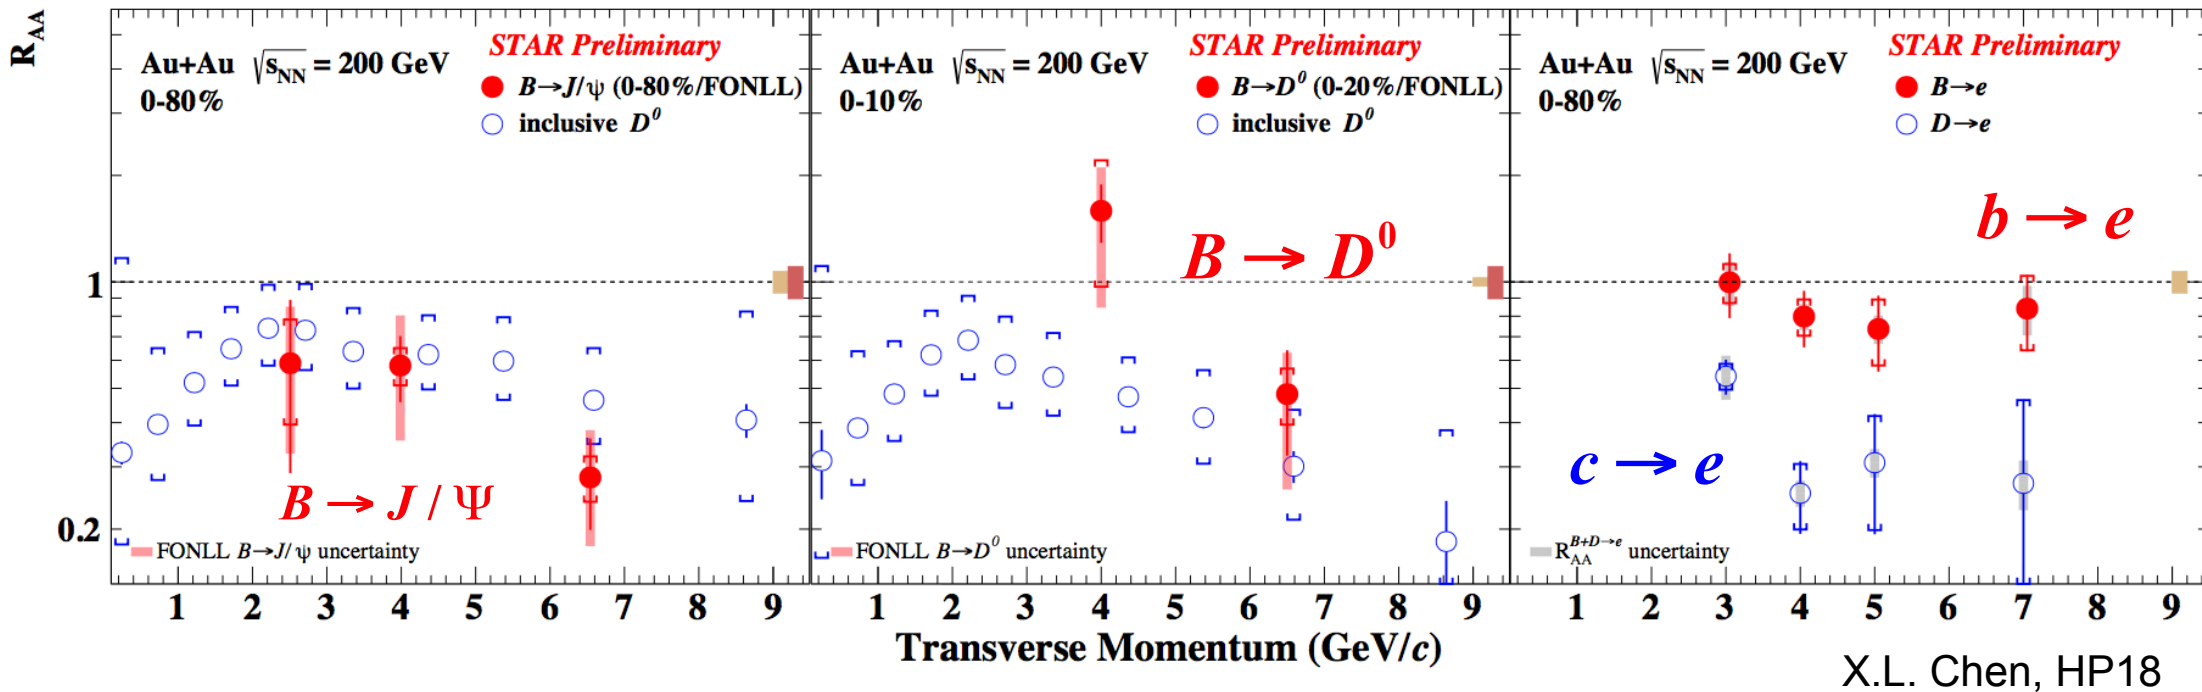 R_AA
Au+Au √s_NN = 200 GeV
0-80%
STAR Preliminary
B→J/ψ (0-80%/FONLL)
inclusive D⁰
B → J / Ψ
FONLL B→J/ψ uncertainty
Au+Au √s_NN = 200 GeV
0-10%
STAR Preliminary
B→D⁰ (0-20%/FONLL)
inclusive D⁰
B → D⁰
FONLL B→D⁰ uncertainty
Au+Au √s_NN = 200 GeV
0-80%
STAR Preliminary
B→e
D→e
b → e
c → e
R_AA^B+D→e uncertainty
1
0.2
1 2 3 4 5 6 7 8 9 1 2 3 4 5 6 7 8 9 1 2 3 4 5 6 7 8 9
Transverse Momentum (GeV/c)
X.L. Chen, HP18